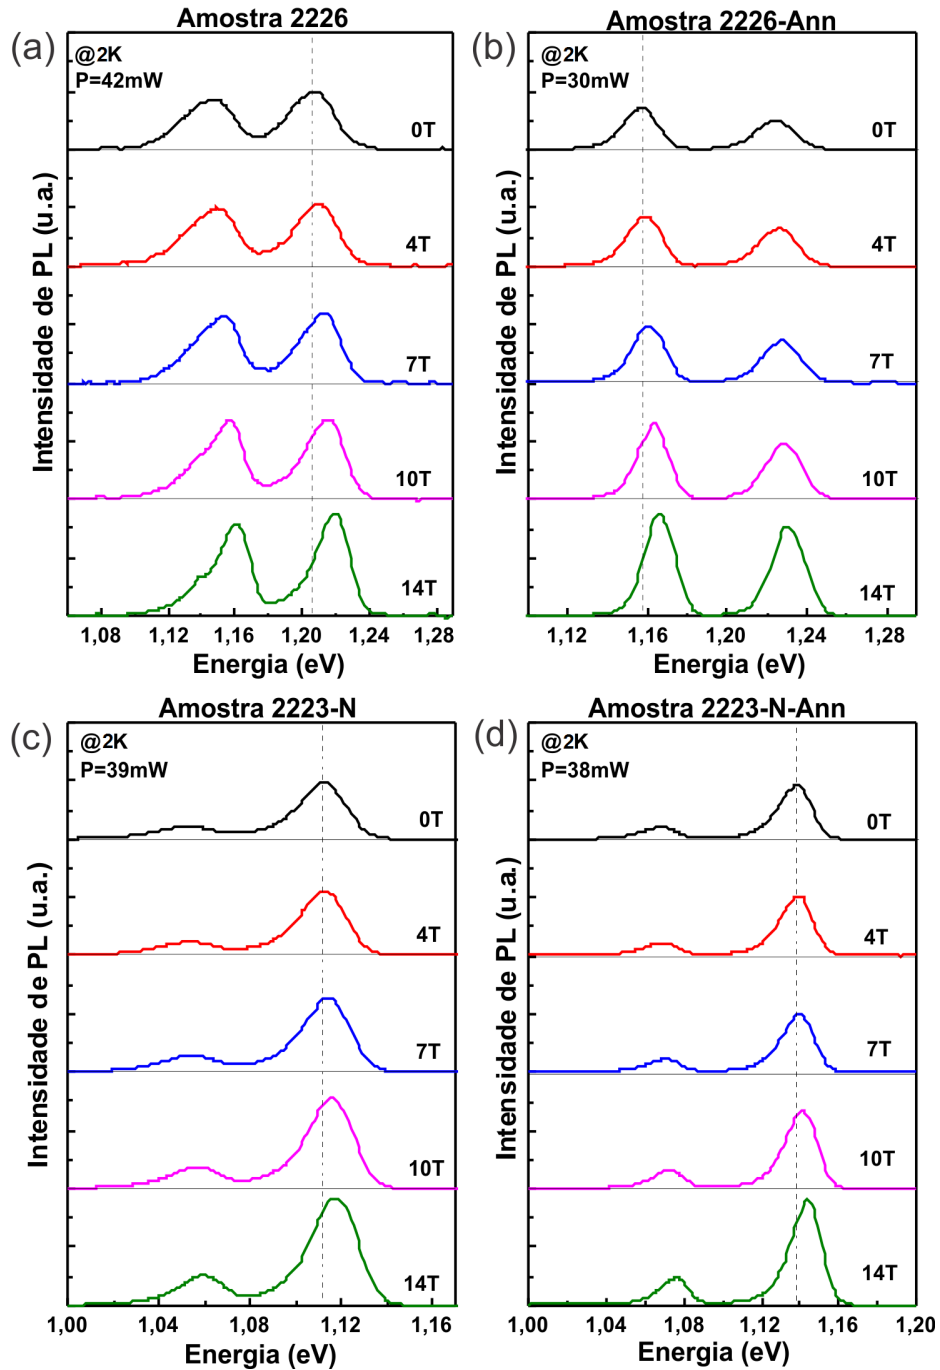 Amostra 2226
(a)
@2K
P=42mW
0T
4T
7T
10T
14T
Intensidade de PL (u.a.)
1,08 1,12 1,16 1,20 1,24 1,28
Energia (eV)
Amostra 2226-Ann
(b)
@2K
P=30mW
0T
4T
7T
10T
14T
Intensidade de PL (u.a.)
1,12 1,16 1,20 1,24 1,28
Energia (eV)
Amostra 2223-N
(c)
@2K
P=39mW
0T
4T
7T
10T
14T
Intensidade de PL (u.a.)
1,00 1,04 1,08 1,12 1,16
Energia (eV)
Amostra 2223-N-Ann
(d)
@2K
P=38mW
0T
4T
7T
10T
14T
Intensidade de PL (u.a.)
1,00 1,04 1,08 1,12 1,16 1,20
Energia (eV)